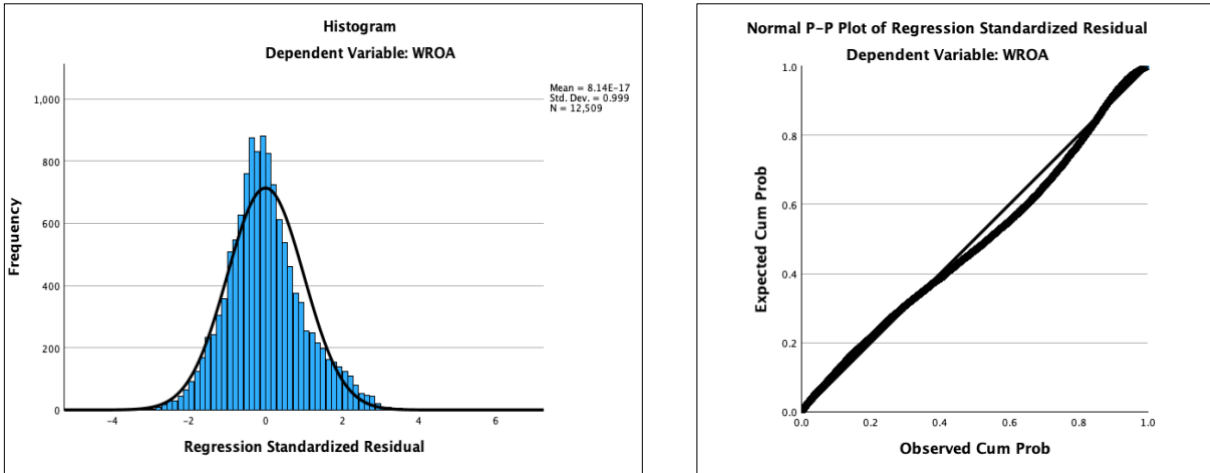 Histogram
Dependent Variable: WROA
Mean = 8.14E-17
Std. Dev. = 0.999
N = 12,509
Frequency
1,000
800
600
400
200
0
−4
−2
0
2
4
6
Regression Standardized Residual
Normal P-P Plot of Regression Standardized Residual
Dependent Variable: WROA
Expected Cum Prob
1.0
0.8
0.6
0.4
0.2
0.0
0.0
0.2
0.4
0.6
0.8
1.0
Observed Cum Prob